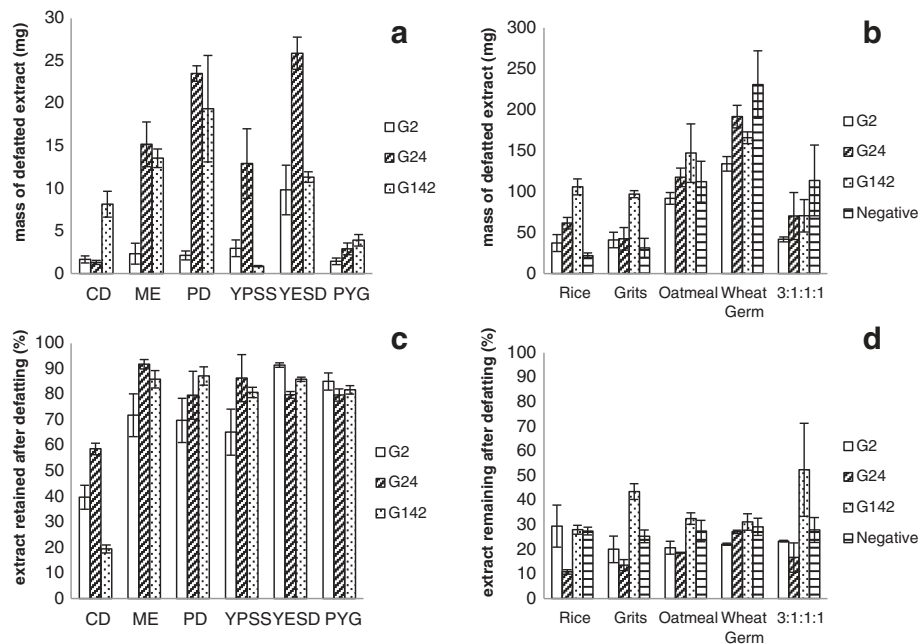 a
mass of defatted extract (mg)
30
25
20
15
10
5
0
CD ME PD YPSS YESD PYG
G2
G24
G142
b
mass of defatted extract (mg)
300
250
200
150
100
50
0
Rice Grits Oatmeal Wheat Germ 3:1:1:1
G2
G24
G142
Negative
c
extract retained after defatting (%)
100
90
80
70
60
50
40
30
20
10
0
CD ME PD YPSS YESD PYG
G2
G24
G142
d
extract remaining after defatting (%)
100
90
80
70
60
50
40
30
20
10
0
Rice Grits Oatmeal Wheat Germ 3:1:1:1
G2
G24
G142
Negative